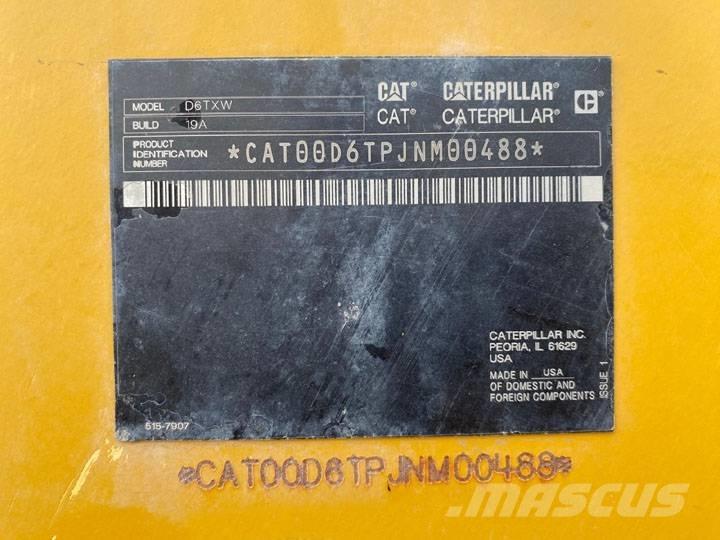 CAT® CATERPILLAR®
CAT® CATERPILLAR®
C
MODEL D6TXW
BUILD 19A
PRODUCT IDENTIFICATION NUMBER
*CAT00D6TPJNM00488*
CATERPILLAR INC.
PEORIA, IL 61629
USA
MADE IN USA
OF DOMESTIC AND
FOREIGN COMPONENTS
ISSUE 1
515-7907
*CAT00D6TPJNM00488*
MASCUS